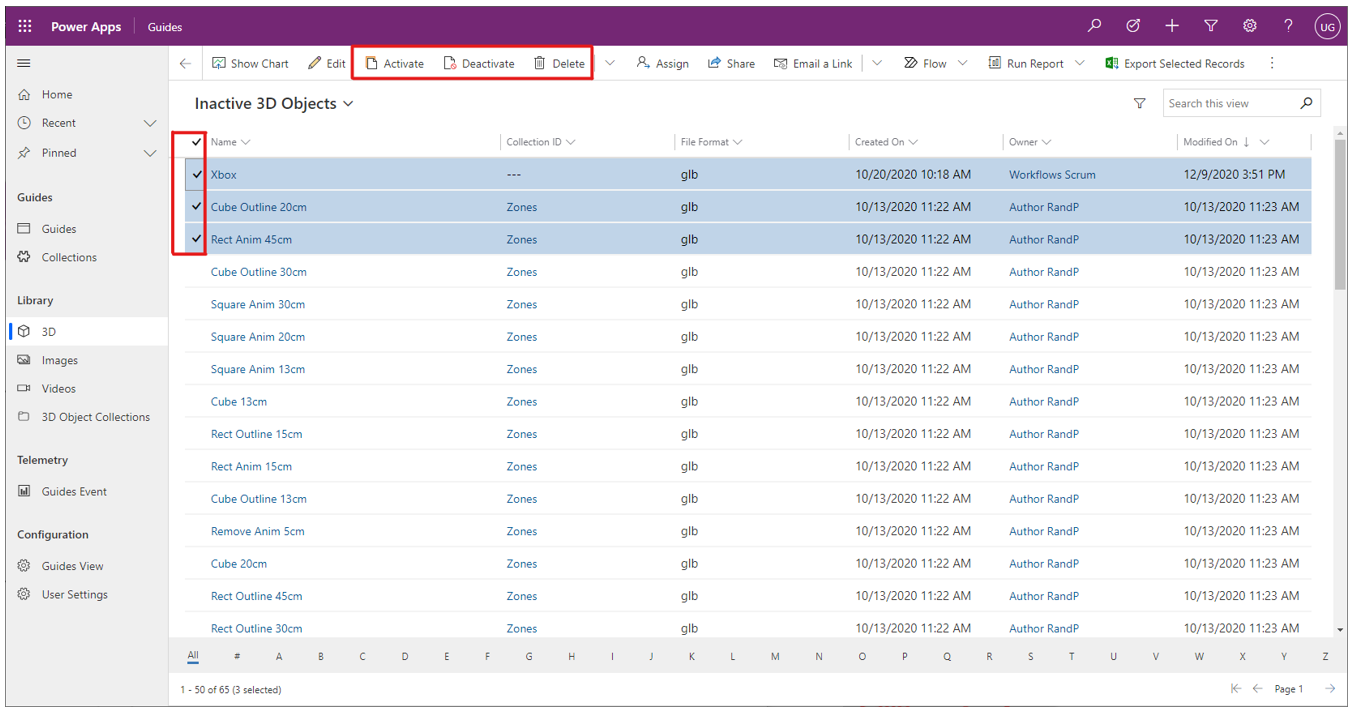 Power Apps Guides UG
Show Chart Edit Activate Deactivate Delete Assign Share Email a Link Flow Run Report Export Selected Records
Home
Recent
Pinned
Guides
Guides
Collections
Library
3D
Images
Videos
3D Object Collections
Telemetry
Guides Event
Configuration
Guides View
User Settings
Inactive 3D Objects Search this view
Name Collection ID File Format Created On Owner Modified On
Xbox --- glb 10/20/2020 10:18 AM Workflows Scrum 12/9/2020 3:51 PM
Cube Outline 20cm Zones glb 10/13/2020 11:22 AM Author RandP 10/13/2020 11:23 AM
Rect Anim 45cm Zones glb 10/13/2020 11:22 AM Author RandP 10/13/2020 11:23 AM
Cube Outline 30cm Zones glb 10/13/2020 11:22 AM Author RandP 10/13/2020 11:23 AM
Square Anim 30cm Zones glb 10/13/2020 11:22 AM Author RandP 10/13/2020 11:23 AM
Square Anim 20cm Zones glb 10/13/2020 11:22 AM Author RandP 10/13/2020 11:23 AM
Square Anim 13cm Zones glb 10/13/2020 11:22 AM Author RandP 10/13/2020 11:23 AM
Cube 13cm Zones glb 10/13/2020 11:22 AM Author RandP 10/13/2020 11:23 AM
Rect Outline 15cm Zones glb 10/13/2020 11:22 AM Author RandP 10/13/2020 11:23 AM
Rect Anim 15cm Zones glb 10/13/2020 11:22 AM Author RandP 10/13/2020 11:23 AM
Cube Outline 13cm Zones glb 10/13/2020 11:22 AM Author RandP 10/13/2020 11:23 AM
Remove Anim 5cm Zones glb 10/13/2020 11:22 AM Author RandP 10/13/2020 11:23 AM
Cube 20cm Zones glb 10/13/2020 11:22 AM Author RandP 10/13/2020 11:23 AM
Rect Outline 45cm Zones glb 10/13/2020 11:22 AM Author RandP 10/13/2020 11:23 AM
Rect Outline 30cm Zones glb 10/13/2020 11:22 AM Author RandP 10/13/2020 11:23 AM
All # A B C D E F G H I J K L M N O P Q R S T U V W X Y Z
1 - 50 of 65 (3 selected) Page 1